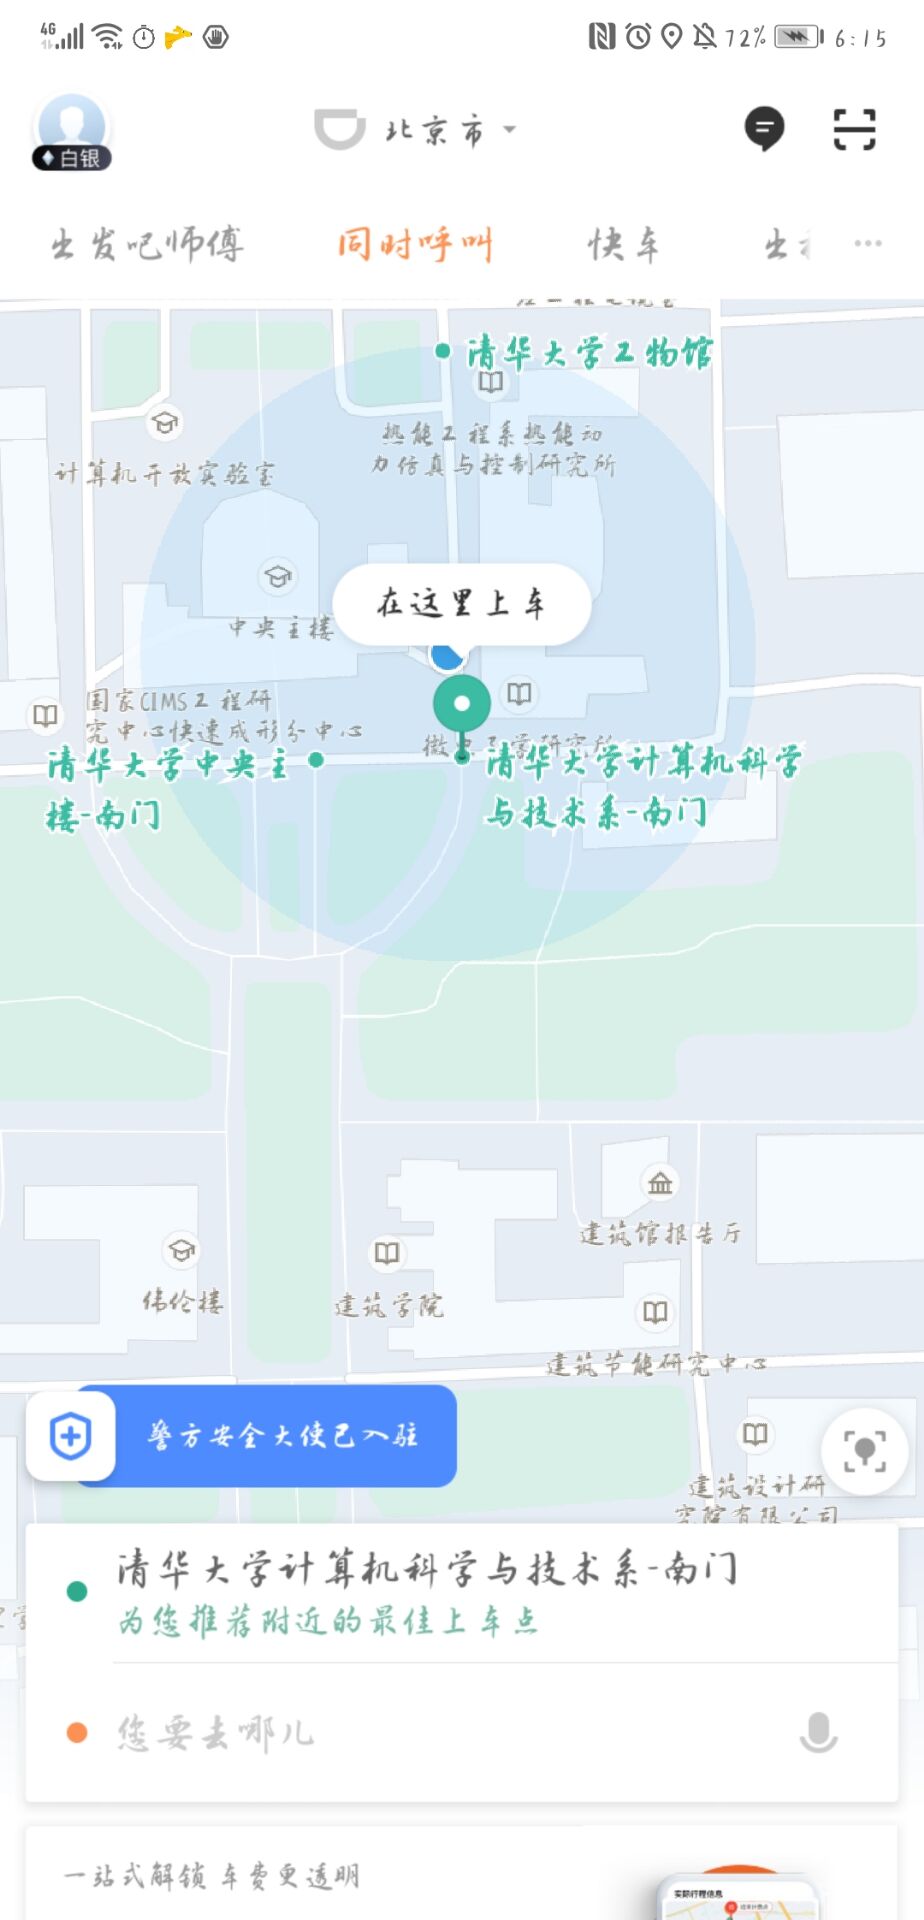 4G
72%
6:15
白银
北京市
出发吧师傅
同时呼叫
快车
清华大学工物馆
热能工程系热能动
力仿真与控制研究所
计算机开放实验室
在这里上车
中央主楼
国家CIMS工程研
究中心快速成形分中心
清华大学中央主
楼-南门
清华大学计算机科学
与技术系-南门
建筑馆报告厅
伟伦楼
建筑学院
建筑节能研究中心
警方安全大使已入驻
建筑设计研
究院有限公司
清华大学计算机科学与技术系-南门
为您推荐附近的最佳上车点
您要去哪儿
一站式解锁 车费更透明
实际行程信息